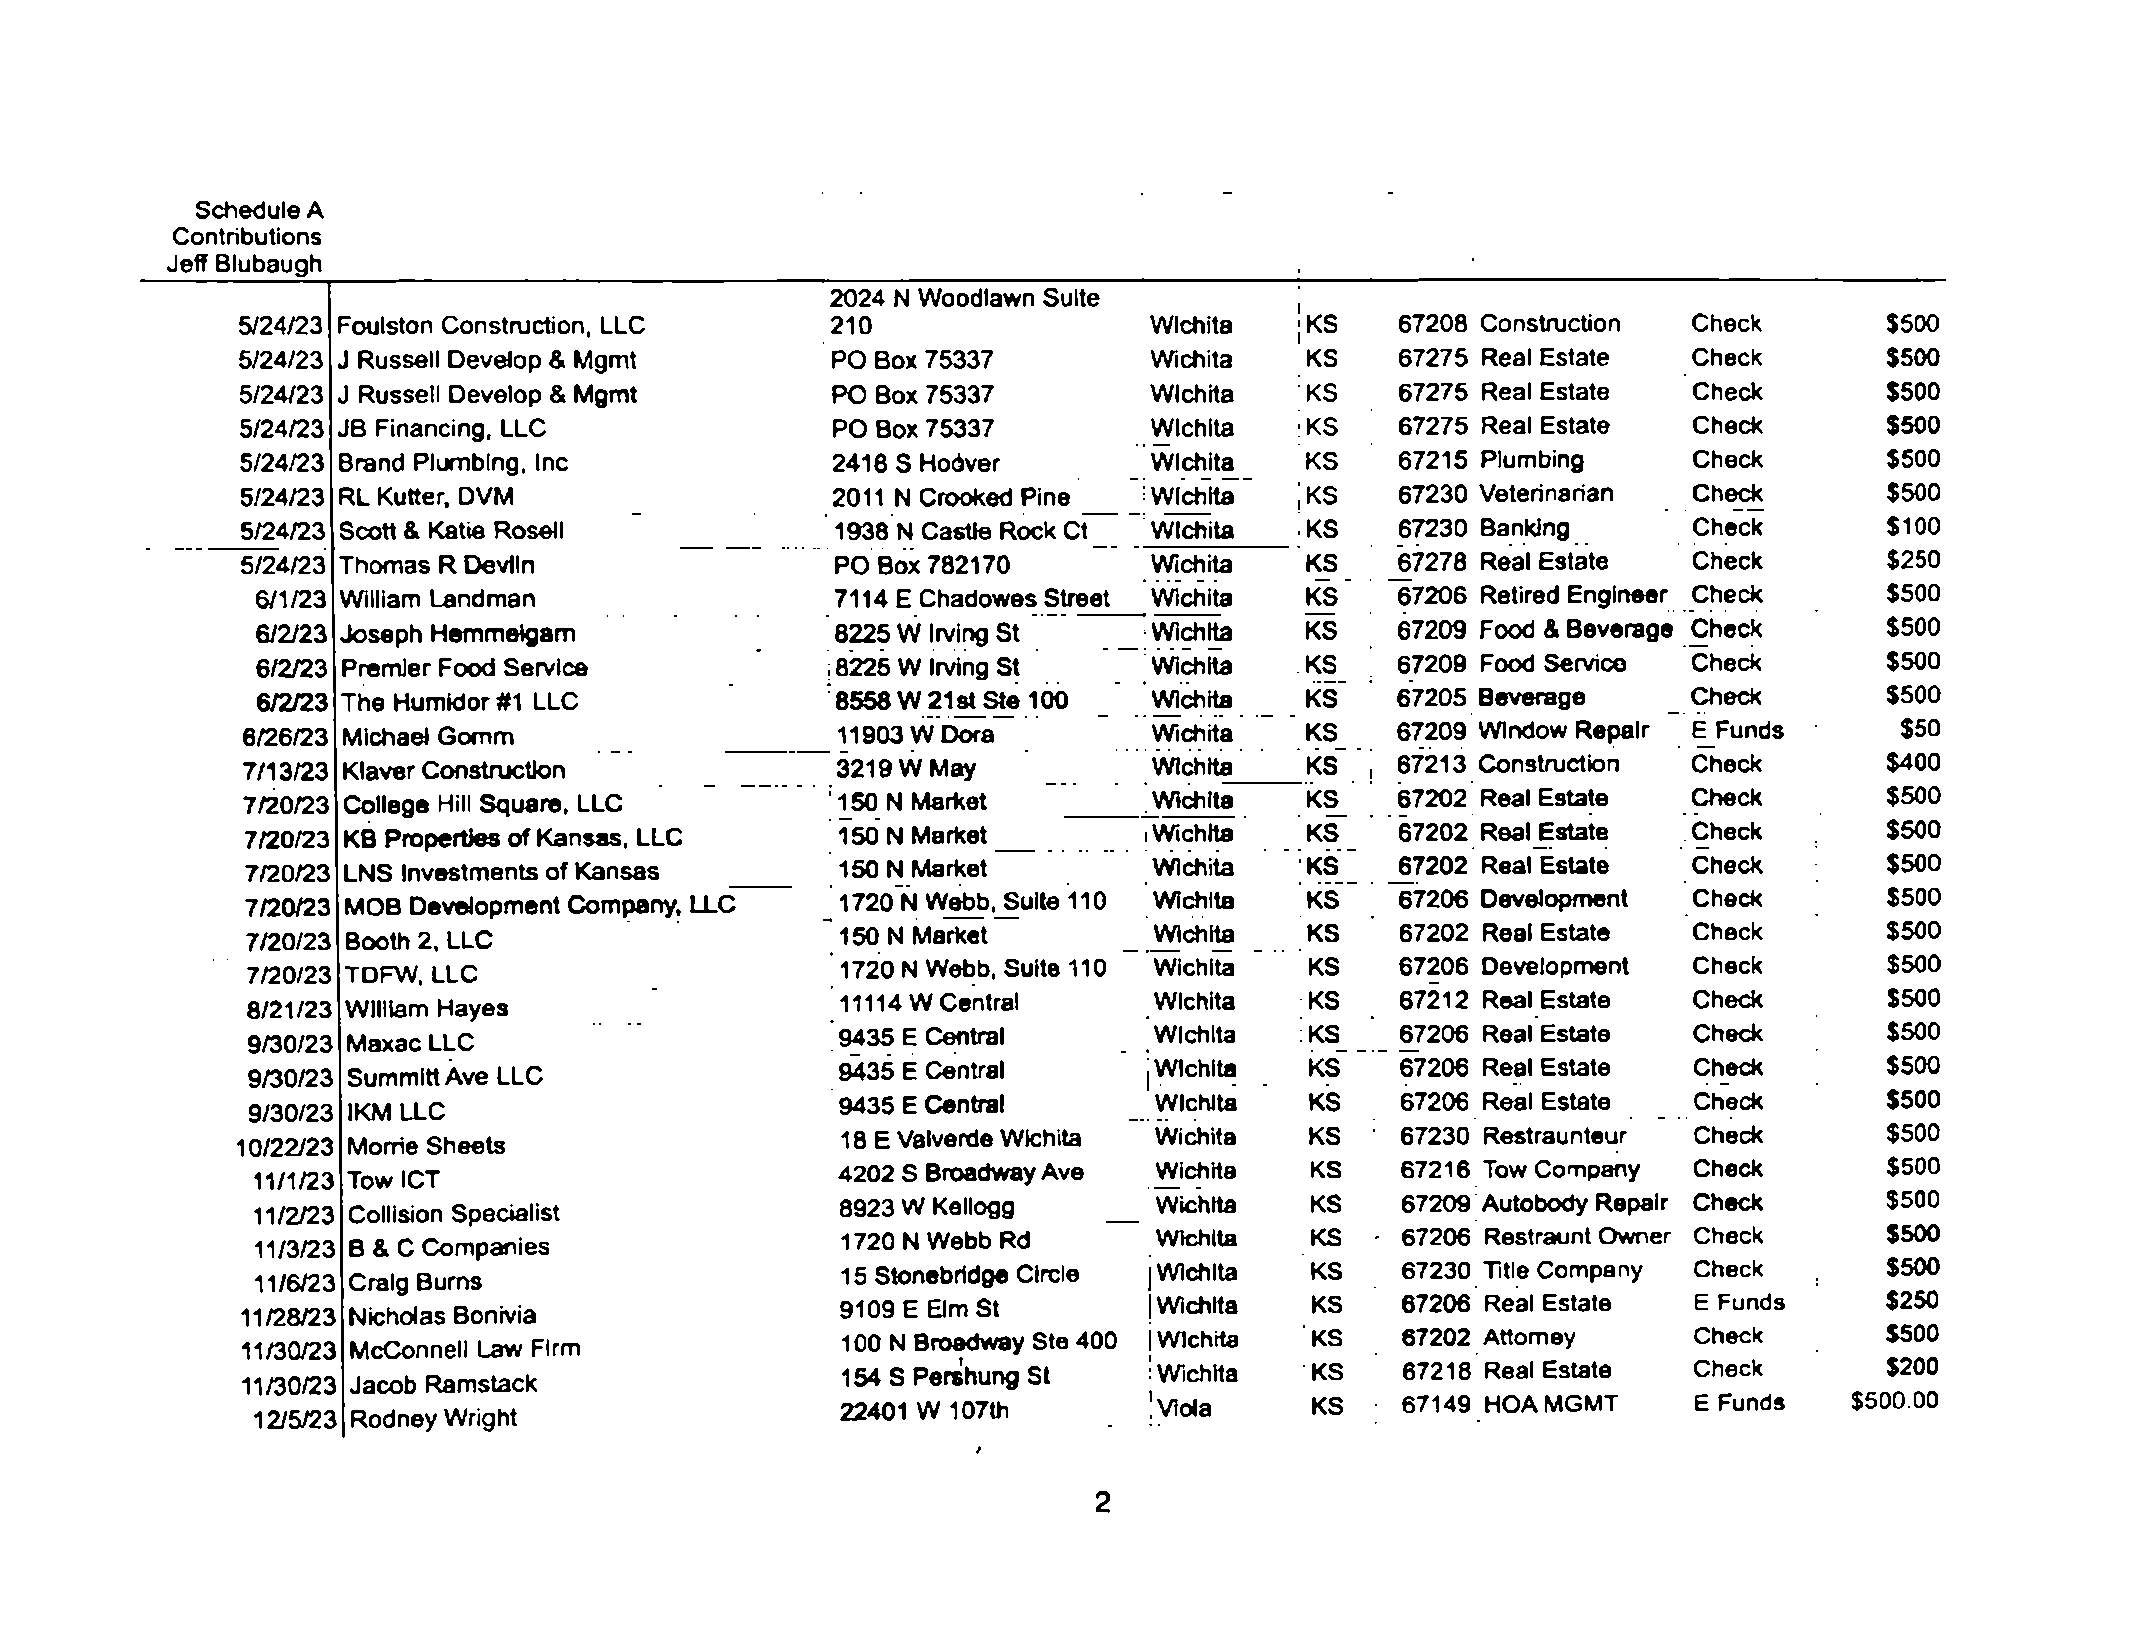 Schedule A
Contributions
Jeff Blubaugh
2024 N Woodlawn Suite
5/24/23 Foulston Construction, LLC 210 Wichita KS 67208 Construction Check $500
5/24/23 J Russell Develop & Mgmt PO Box 75337 Wichita KS 67275 Real Estate Check $500
5/24/23 J Russell Develop & Mgmt PO Box 75337 Wichita KS 67275 Real Estate Check $500
5/24/23 JB Financing, LLC PO Box 75337 Wichita KS 67275 Real Estate Check $500
5/24/23 Brand Plumbing, Inc 2418 S Hoover Wichita KS 67215 Plumbing Check $500
5/24/23 RL Kutter, DVM 2011 N Crooked Pine Wichita KS 67230 Veterinarian Check $500
5/24/23 Scott & Katie Rosell 1938 N Castle Rock Ct Wichita KS 67230 Banking Check $100
5/24/23 Thomas R Devlin PO Box 782170 Wichita KS 67278 Real Estate Check $250
6/1/23 William Landman 7114 E Chadowes Street Wichita KS 67206 Retired Engineer Check $500
6/2/23 Joseph Hemmelgarn 8225 W Irving St Wichita KS 67209 Food & Beverage Check $500
6/2/23 Premier Food Service 8225 W Irving St Wichita KS 67209 Food Service Check $500
6/2/23 The Humidor #1 LLC 8558 W 21st Ste 100 Wichita KS 67205 Beverage Check $500
6/26/23 Michael Gomm 11903 W Dora Wichita KS 67209 Window Repair E Funds $50
7/13/23 Klaver Construction 3219 W May Wichita KS 67213 Construction Check $400
7/20/23 College Hill Square, LLC 150 N Market Wichita KS 67202 Real Estate Check $500
7/20/23 KB Properties of Kansas, LLC 150 N Market Wichita KS 67202 Real Estate Check $500
7/20/23 LNS Investments of Kansas 150 N Market Wichita KS 67202 Real Estate Check $500
7/20/23 MOB Development Company, LLC 1720 N Webb, Suite 110 Wichita KS 67206 Development Check $500
7/20/23 Booth 2, LLC 150 N Market Wichita KS 67202 Real Estate Check $500
7/20/23 TDFW, LLC 1720 N Webb, Suite 110 Wichita KS 67206 Development Check $500
8/21/23 William Hayes 11114 W Central Wichita KS 67212 Real Estate Check $500
9/30/23 Maxac LLC 9435 E Central Wichita KS 67206 Real Estate Check $500
9/30/23 Summitt Ave LLC 9435 E Central Wichita KS 67206 Real Estate Check $500
9/30/23 IKM LLC 9435 E Central Wichita KS 67206 Real Estate Check $500
10/22/23 Morrie Sheets 18 E Valverde Wichita Wichita KS 67230 Restraunteur Check $500
11/1/23 Tow ICT 4202 S Broadway Ave Wichita KS 67216 Tow Company Check $500
11/2/23 Collision Specialist 8923 W Kellogg Wichita KS 67209 Autobody Repair Check $500
11/3/23 B & C Companies 1720 N Webb Rd Wichita KS 67206 Restraunt Owner Check $500
11/6/23 Craig Burns 15 Stonebridge Circle Wichita KS 67230 Title Company Check $500
11/28/23 Nicholas Bonivia 9109 E Elm St Wichita KS 67206 Real Estate E Funds $250
11/30/23 McConnell Law Firm 100 N Broadway Ste 400 Wichita KS 67202 Attorney Check $500
11/30/23 Jacob Ramstack 154 S Pershung St Wichita KS 67218 Real Estate Check $200
12/5/23 Rodney Wright 22401 W 107th Viola KS 67149 HOA MGMT E Funds $500.00
2